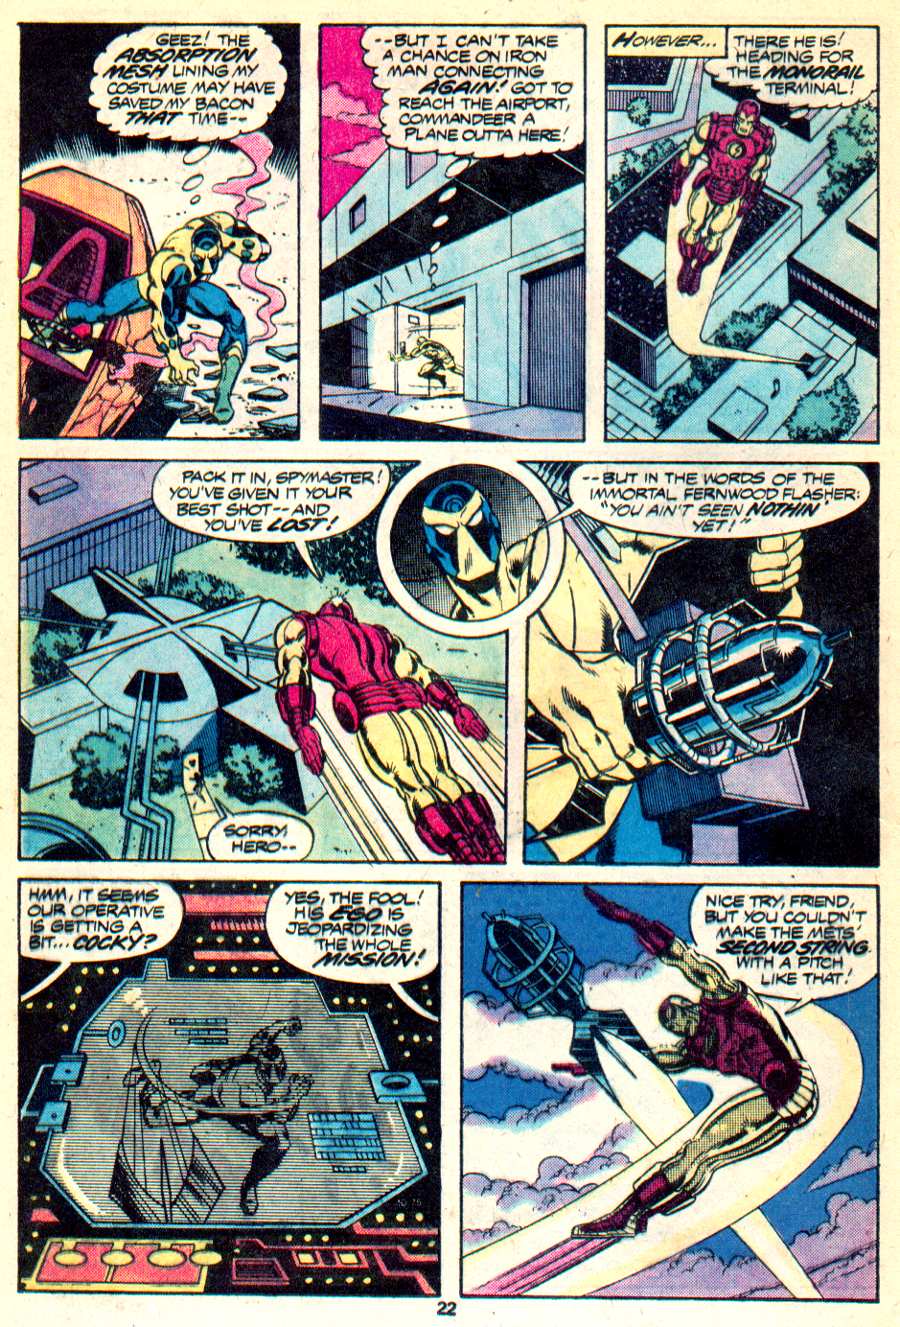 GEEZ! THE
ABSORPTION
MESH LINING MY
COSTUME MAY HAVE
SAVED MY BACON
THAT TIME--
--BUT I CAN'T TAKE
A CHANCE ON IRON
MAN CONNECTING
AGAIN! GOT TO
REACH THE AIRPORT,
COMMANDEER A
PLANE OUTTA HERE!
HOWEVER...
THERE HE IS!
HEADING FOR
THE MONORAIL
TERMINAL!
PACK IT IN, SPYMASTER!
YOU'VE GIVEN IT YOUR
BEST SHOT--AND
YOU'VE LOST!
SORRY,
HERO--
--BUT IN THE WORDS OF THE
IMMORTAL FERNWOOD FLASHER:
"YOU AIN'T SEEN NOTHIN'
YET!"
HMM, IT SEEMS
OUR OPERATIVE
IS GETTING A
BIT... COCKY?
YES, THE FOOL!
HIS EGO IS
JEOPARDIZING
THE WHOLE
MISSION!
NICE TRY, FRIEND,
BUT YOU COULDN'T
MAKE THE METS'
SECOND STRING
WITH A PITCH
LIKE THAT!
22